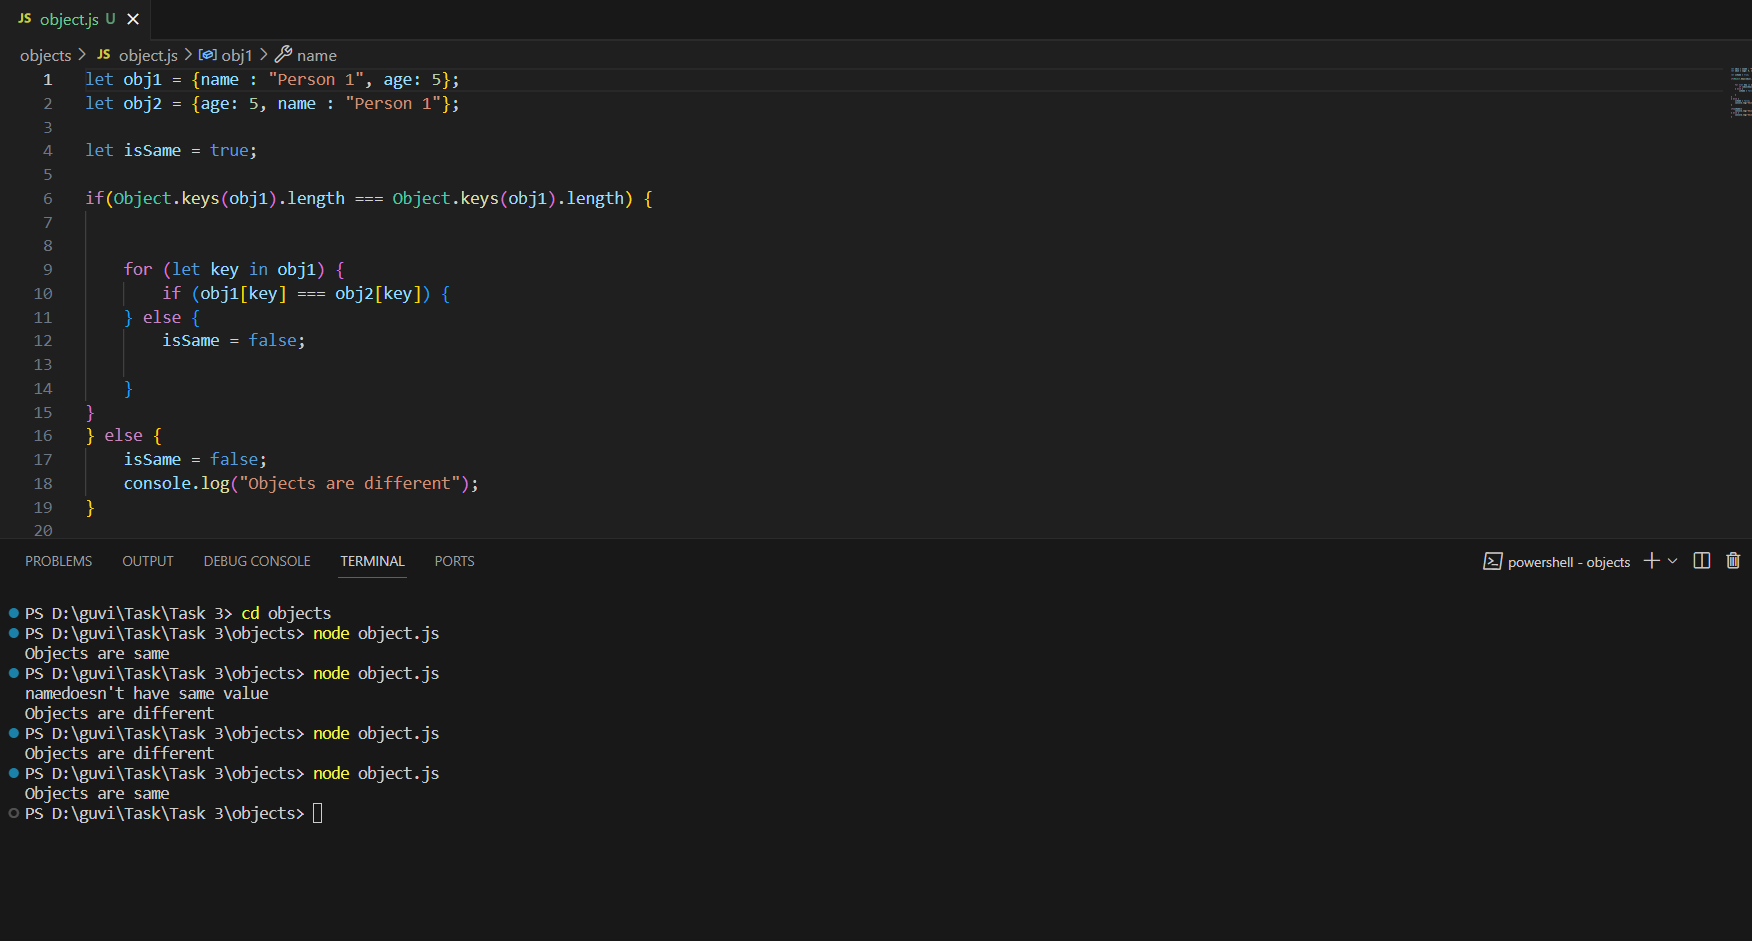 JS object.js U ×
objects > JS object.js > obj1 > name
1 let obj1 = {name : "Person 1", age: 5};
2 let obj2 = {age: 5, name : "Person 1"};
3
4 let isSame = true;
5
6 if(Object.keys(obj1).length === Object.keys(obj1).length) {
7
8
9 for (let key in obj1) {
10 if (obj1[key] === obj2[key]) {
11 } else {
12 isSame = false;
13
14 }
15 }
16 } else {
17 isSame = false;
18 console.log("Objects are different");
19 }
20
PROBLEMS OUTPUT DEBUG CONSOLE TERMINAL PORTS powershell - objects
PS D:\guvi\Task\Task 3> cd objects
PS D:\guvi\Task\Task 3\objects> node object.js
Objects are same
PS D:\guvi\Task\Task 3\objects> node object.js
namedoesn't have same value
Objects are different
PS D:\guvi\Task\Task 3\objects> node object.js
Objects are different
PS D:\guvi\Task\Task 3\objects> node object.js
Objects are same
PS D:\guvi\Task\Task 3\objects>